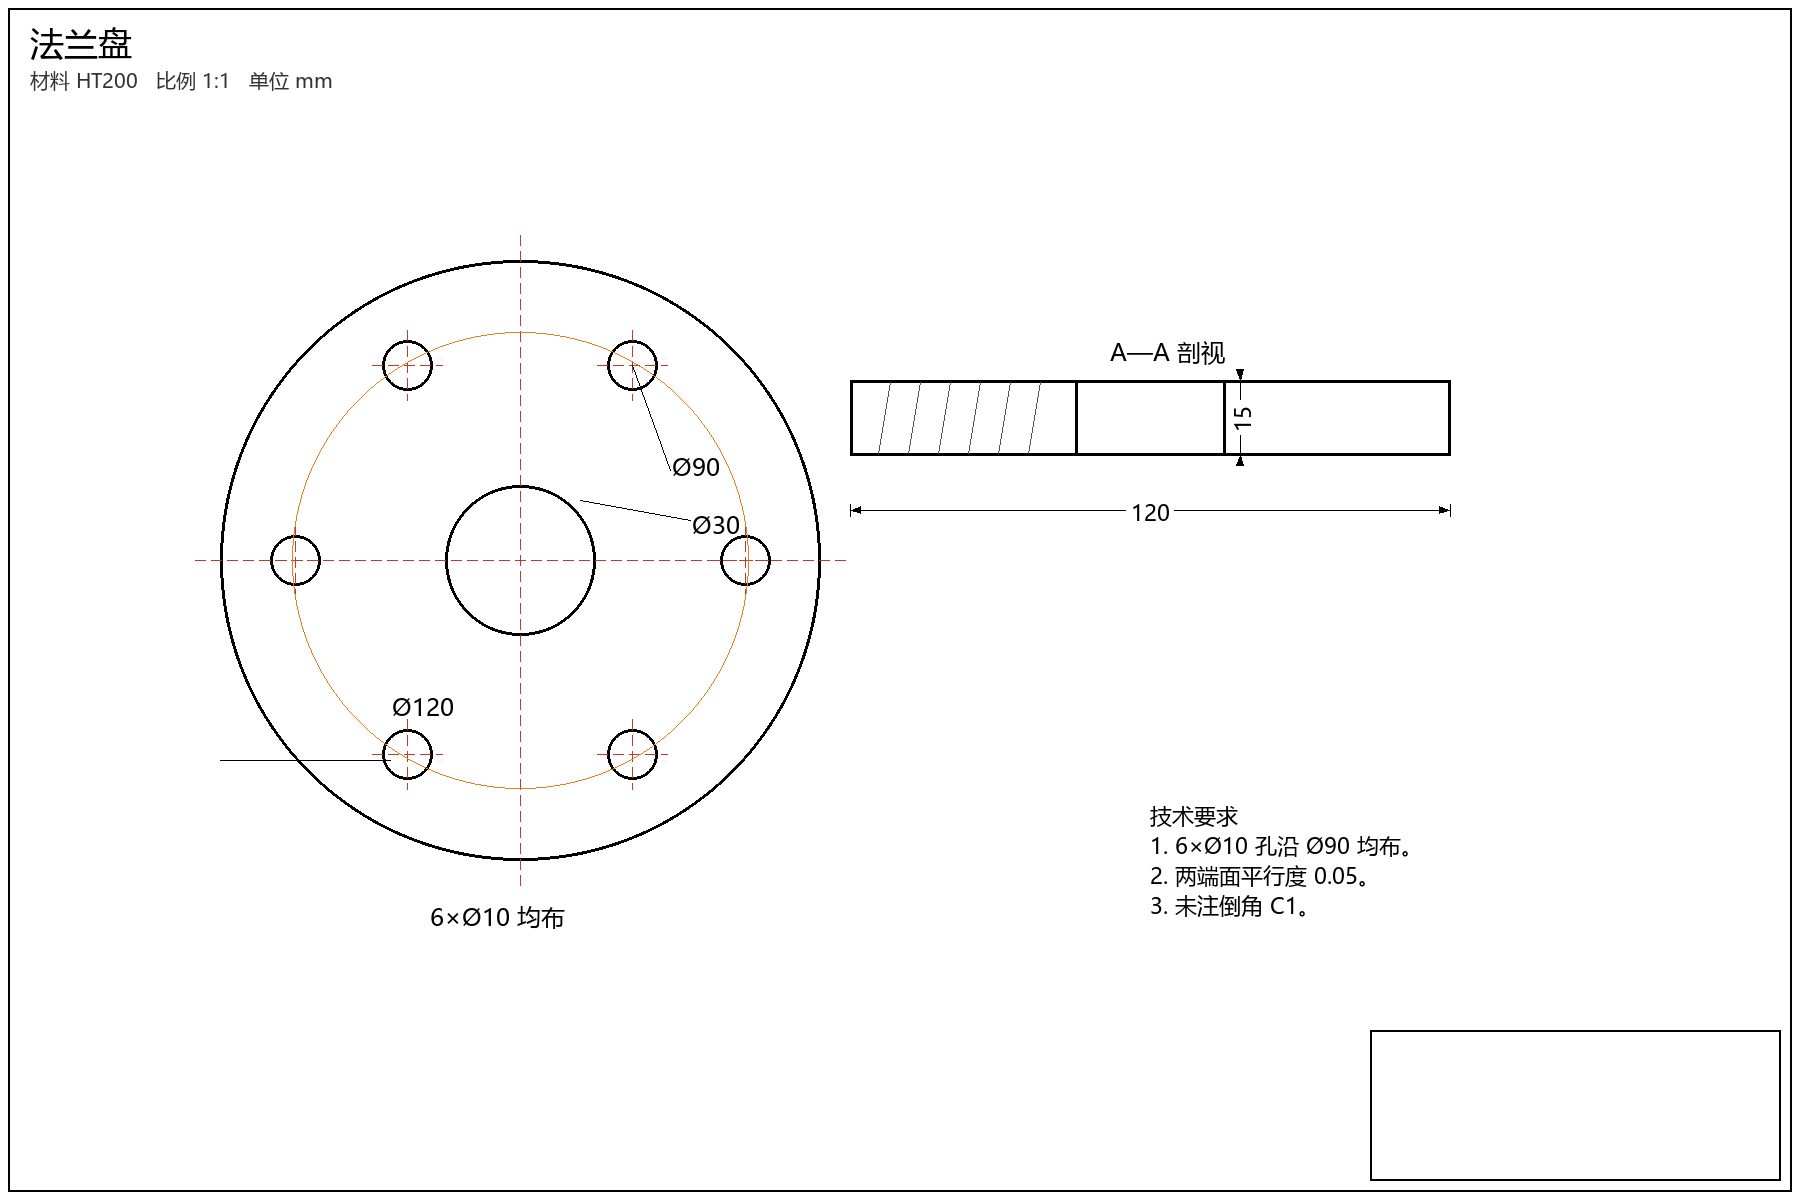 法兰盘
材料 HT200 比例 1:1 单位 mm
A—A 剖视
15
120
Ø90
Ø30
Ø120
6×Ø10 均布
技术要求
1. 6×Ø10 孔沿 Ø90 均布。
2. 两端面平行度 0.05。
3. 未注倒角 C1。